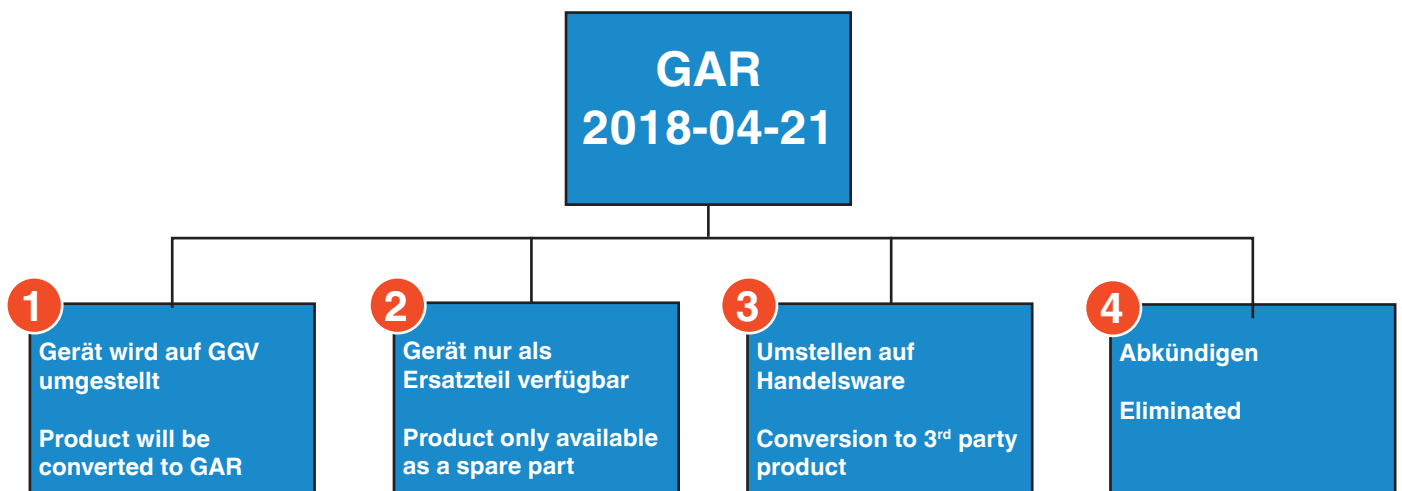 GAR
2018-04-21
1
Gerät wird auf GGV
umgestellt
Product will be
converted to GAR
2
Gerät nur als
Ersatzteil verfügbar
Product only available
as a spare part
3
Umstellen auf
Handelsware
Conversion to 3rd party
product
4
Abkündigen
Eliminated